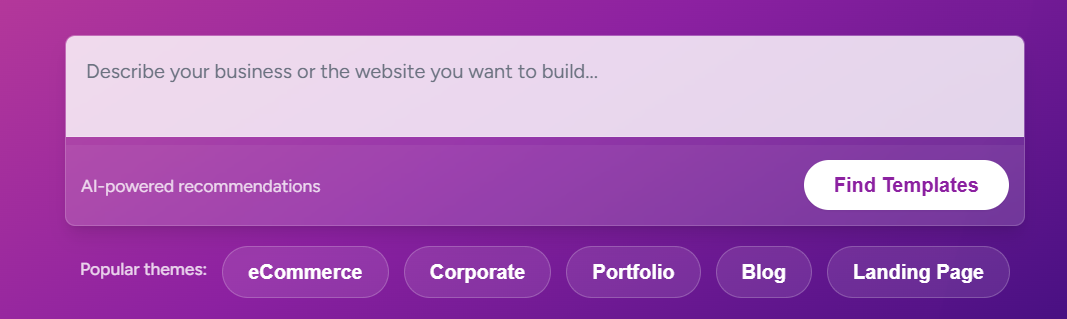 Describe your business or the website you want to build...
AI-powered recommendations
Find Templates
Popular themes:
eCommerce
Corporate
Portfolio
Blog
Landing Page